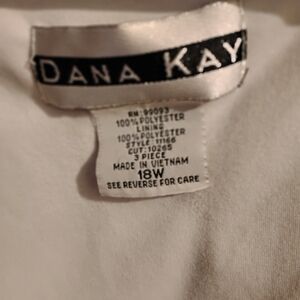 DANA KAY
RN: 99093
100% POLYESTER
LINING
100% POLYESTER
STYLE: 11166
CUT: 10265
3 PIECE
MADE IN VIETNAM
18W
SEE REVERSE FOR CARE